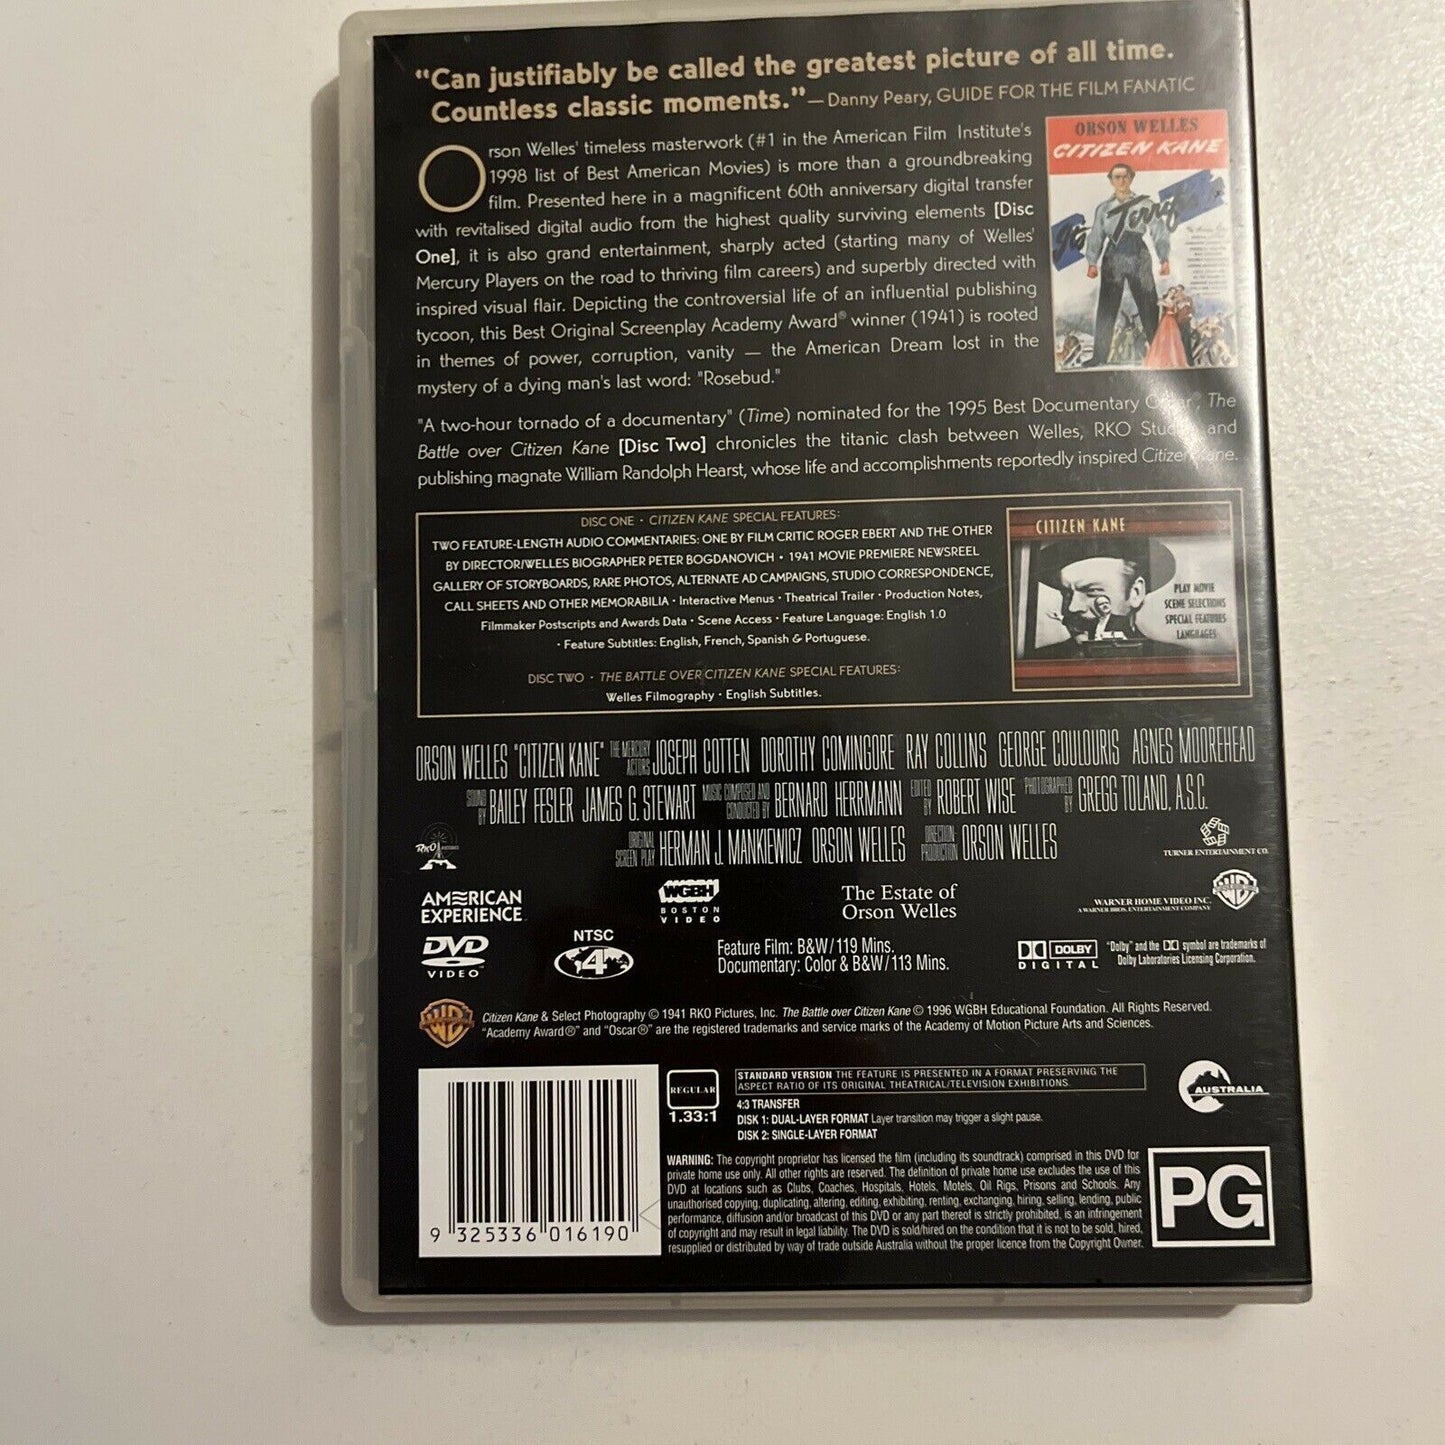 "Can justifiably be called the greatest picture of all time.
Countless classic moments."—Danny Peary, GUIDE FOR THE FILM FANATIC
Orson Welles' timeless masterwork (#1 in the American Film Institute's
1998 list of Best American Movies) is more than a groundbreaking
film. Presented here in a magnificent 60th anniversary digital transfer
with revitalised digital audio from the highest quality surviving elements [Disc
One], it is also grand entertainment, sharply acted (starting many of Welles'
Mercury Players on the road to thriving film careers) and superbly directed with
inspired visual flair. Depicting the controversial life of an influential publishing
tycoon, this Best Original Screenplay Academy Award® winner (1941) is rooted
in themes of power, corruption, vanity — the American Dream lost in the
mystery of a dying man's last word: "Rosebud."
ORSON WELLES
CITIZEN KANE
It's Terrific!
"A two-hour tornado of a documentary" (Time) nominated for the 1995 Best Documentary The
Battle over Citizen Kane [Disc Two] chronicles the titanic clash between Welles, RKO and
publishing magnate William Randolph Hearst, whose life and accomplishments reportedly inspired Citizen Kane.
DISC ONE • CITIZEN KANE SPECIAL FEATURES:
TWO FEATURE-LENGTH AUDIO COMMENTARIES: ONE BY FILM CRITIC ROGER EBERT AND THE OTHER
BY DIRECTOR/WELLES BIOGRAPHER PETER BOGDANOVICH • 1941 MOVIE PREMIERE NEWSREEL
GALLERY OF STORYBOARDS, RARE PHOTOS, ALTERNATE AD CAMPAIGNS, STUDIO CORRESPONDENCE,
CALL SHEETS AND OTHER MEMORABILIA • Interactive Menus • Theatrical Trailer • Production Notes,
Filmmaker Postscripts and Awards Data • Scene Access • Feature Language: English 1.0
• Feature Subtitles: English, French, Spanish & Portuguese.
DISC TWO • THE BATTLE OVER CITIZEN KANE SPECIAL FEATURES:
Welles Filmography • English Subtitles.
CITIZEN KANE
PLAY MOVIE
SCENE SELECTIONS
SPECIAL FEATURES
LANGUAGES
ORSON WELLES "CITIZEN KANE" THE MERCURY ACTORS JOSEPH COTTEN DOROTHY COMINGORE RAY COLLINS GEORGE COULOURIS AGNES MOOREHEAD
SOUND BY BAILEY FESLER JAMES G. STEWART MUSIC COMPOSED AND CONDUCTED BY BERNARD HERRMANN EDITED BY ROBERT WISE PHOTOGRAPHED BY GREGG TOLAND, A.S.C.
ORIGINAL SCREEN PLAY HERMAN J. MANKIEWICZ ORSON WELLES DIRECTION PRODUCTION ORSON WELLES
RKO PICTURES
TURNER ENTERTAINMENT CO.
AMERICAN
EXPERIENCE
WGBH
BOSTON
VIDEO
The Estate of
Orson Welles
WARNER HOME VIDEO INC.
A WARNER BROS. ENTERTAINMENT COMPANY
WB
DVD
VIDEO
NTSC
4
Feature Film: B&W/119 Mins.
Documentary: Color & B&W/113 Mins.
DOLBY
DIGITAL
"Dolby" and the DD symbol are trademarks of
Dolby Laboratories Licensing Corporation.
WB
Citizen Kane & Select Photography © 1941 RKO Pictures, Inc. The Battle over Citizen Kane © 1996 WGBH Educational Foundation. All Rights Reserved.
"Academy Award®" and "Oscar®" are the registered trademarks and service marks of the Academy of Motion Picture Arts and Sciences.
REGULAR
1.33:1
STANDARD VERSION THE FEATURE IS PRESENTED IN A FORMAT PRESERVING THE
ASPECT RATIO OF ITS ORIGINAL THEATRICAL/TELEVISION EXHIBITIONS.
4:3 TRANSFER
DISK 1: DUAL-LAYER FORMAT Layer transition may trigger a slight pause.
DISK 2: SINGLE-LAYER FORMAT
AUSTRALIA
WARNING: The copyright proprietor has licensed the film (including its soundtrack) comprised in this DVD for
private home use only. All other rights are reserved. The definition of private home use excludes the use of this
DVD at locations such as Clubs, Coaches, Hospitals, Hotels, Motels, Oil Rigs, Prisons and Schools. Any
unauthorised copying, duplicating, altering, editing, exhibiting, renting, exchanging, hiring, selling, lending, public
performance, diffusion and/or broadcast of this DVD or any part thereof is strictly prohibited, is an infringement
of copyright and may result in legal liability. The DVD is sold/hired on the condition that it is not to be sold, hired,
resupplied or distributed by way of trade outside Australia without the proper licence from the Copyright Owner.
PG
9 325336 016190